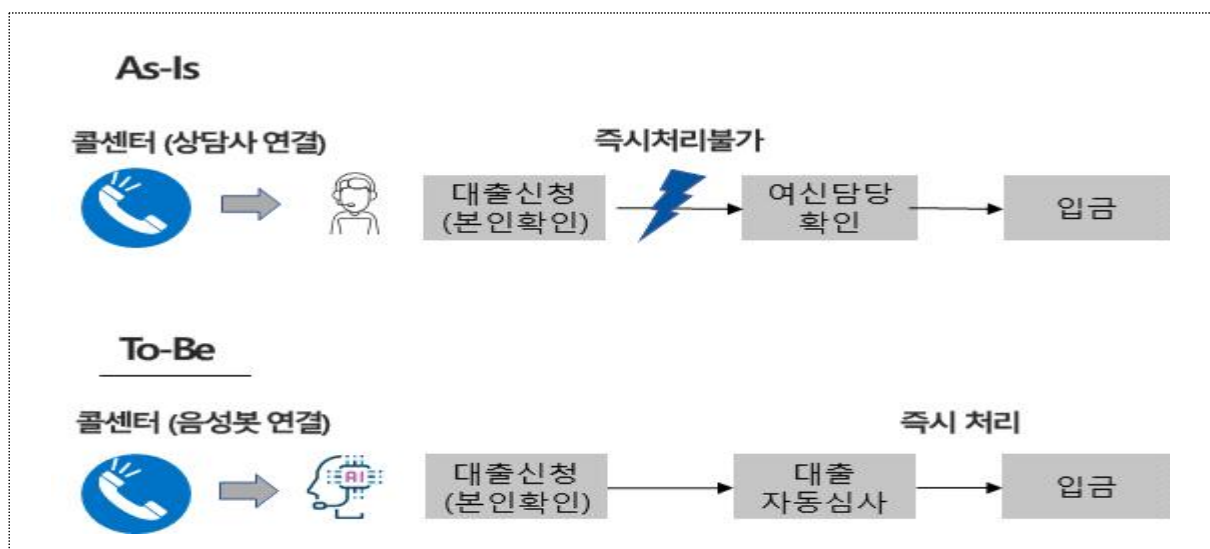 As-Is
콜센터 (상담사 연결)
즉시처리불가
대출신청
(본인확인)
여신담당
확인
입금
To-Be
콜센터 (음성봇 연결)
즉시 처리
AI
대출신청
(본인확인)
대출
자동심사
입금